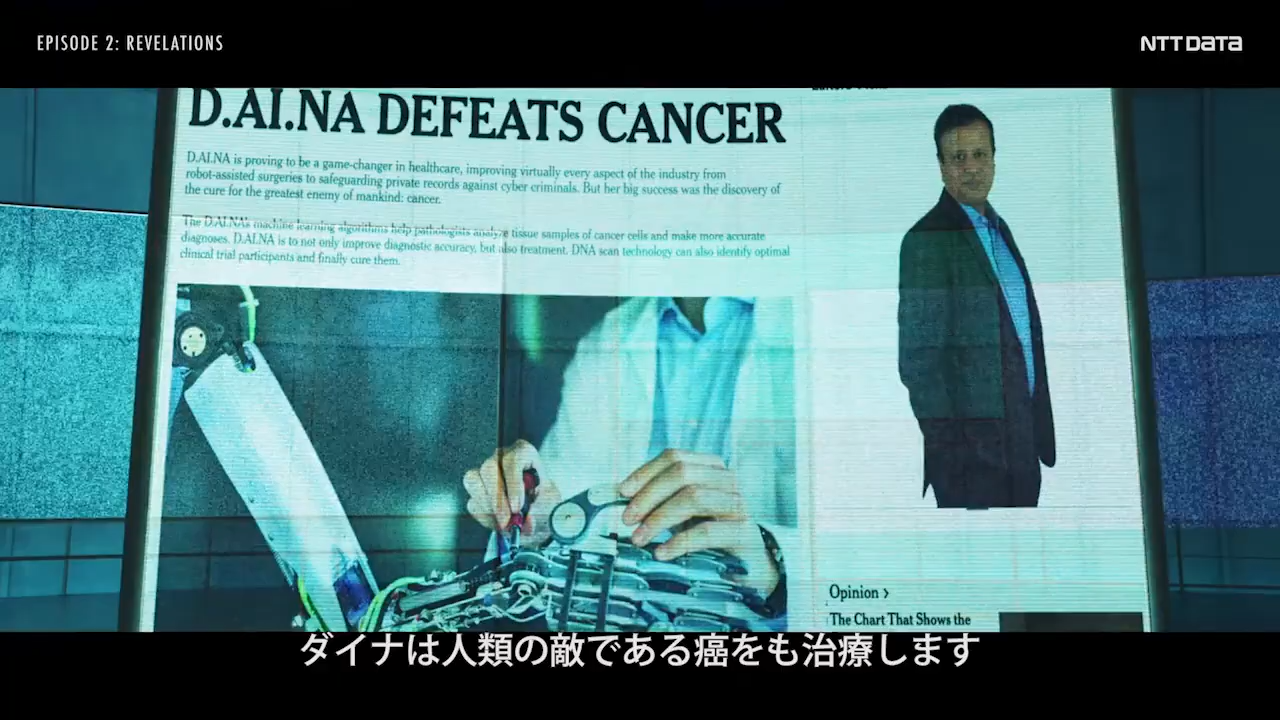 EPISODE 2: REVELATIONS
NTT DATA
D.AI.NA DEFEATS CANCER
D.AI.NA is proving to be a game-changer in healthcare, improving virtually every aspect of the industry from
robot-assisted surgeries to safeguarding private records against cyber criminals. But her big success was the discovery of
the cure for the greatest enemy of mankind: cancer.
The D.AI.NA's machine learning algorithms help pathologists analyze tissue samples of cancer cells and make more accurate
diagnoses. D.AI.NA is to not only improve diagnostic accuracy, but also treatment. DNA scan technology can also identify optimal
clinical trial participants and finally cure them.
Opinion >
The Chart That Shows the
ダイナは人類の敵である癌をも治療します